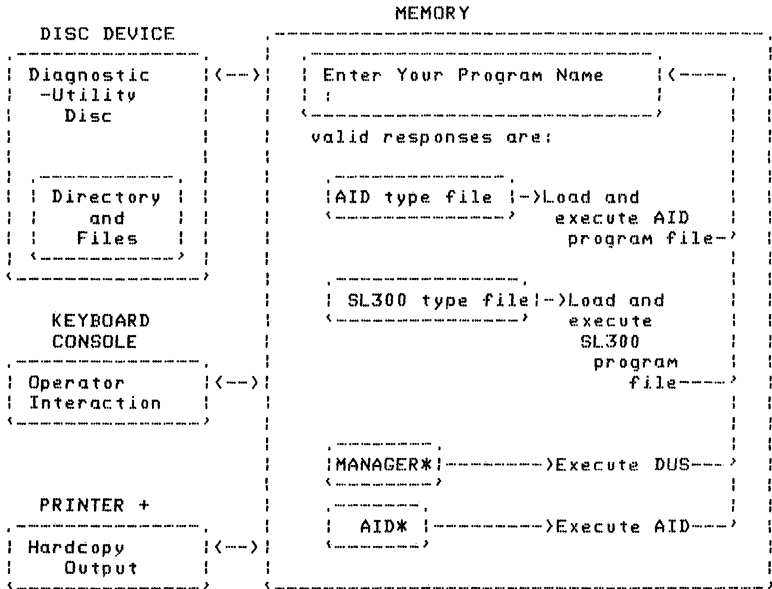 MEMORY
DISC DEVICE
Diagnostic
-Utility
Disc
Directory
and
Files
Enter Your Program Name
:
valid responses are:
AID type file ->Load and
execute AID
program file-
SL300 type file ->Load and
execute
SL300
program
file----
KEYBOARD
CONSOLE
Operator
Interaction
MANAGER* ---------->Execute DUS---
PRINTER +
AID* ----------->Execute AID---
Hardcopy
Output